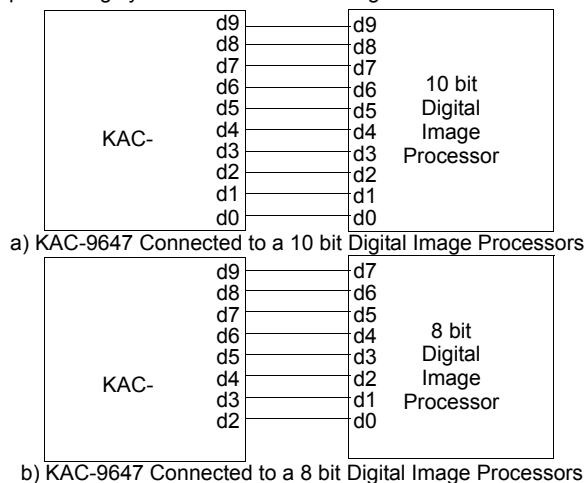 d9 d9
d8 d8
d7 d7
d6 d6
d5 d5
d4 d4
d3 d3
d2 d2
d1 d1
d0 d0
KAC-
10 bit
Digital
Image
Processor
a) KAC-9647 Connected to a 10 bit Digital Image Processors
d9 d7
d8 d6
d7 d5
d6 d4
d5 d3
d4 d2
d3 d1
d2 d0
KAC-
8 bit
Digital
Image
Processor
b) KAC-9647 Connected to a 8 bit Digital Image Processors